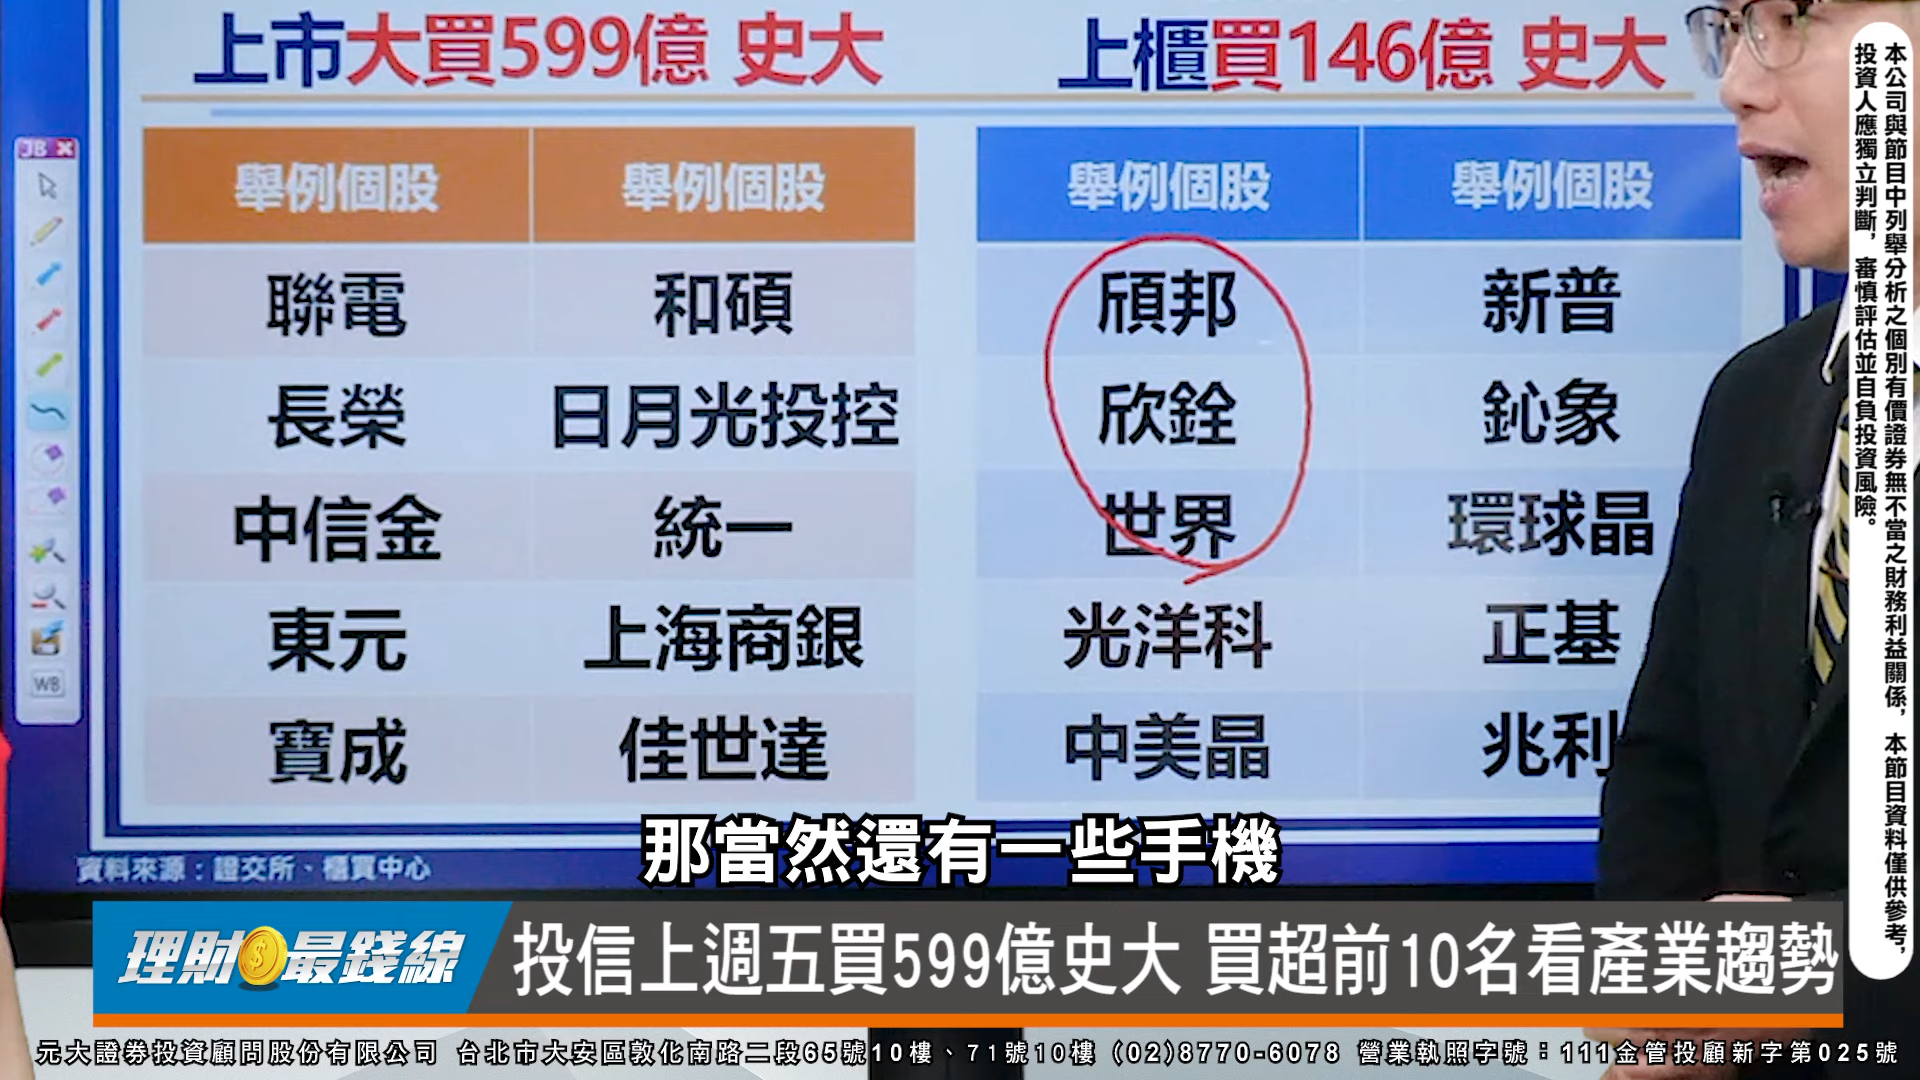 上市大買599億 史大
上櫃買146億 史大
JB
舉例個股 舉例個股
聯電 和碩
長榮 日月光投控
中信金 統一
東元 上海商銀
寶成 佳世達
舉例個股 舉例個股
頎邦 新普
欣銓 鈊象
世界 環球晶
光洋科 正基
中美晶 兆利
WB
資料來源：證交所、櫃買中心
那當然還有一些手機
理財$最錢線
投信上週五買599億史大 買超前10名看產業趨勢
元大證券投資顧問股份有限公司 台北市大安區敦化南路二段65號10樓、71號10樓 (02)8770-6078 營業執照字號：111金管投顧新字第025號
本公司與節目中列舉分析之個別有價證券無不當之財務利益關係，本節目資料僅供參考，
投資人應獨立判斷，審慎評估並自負投資風險。